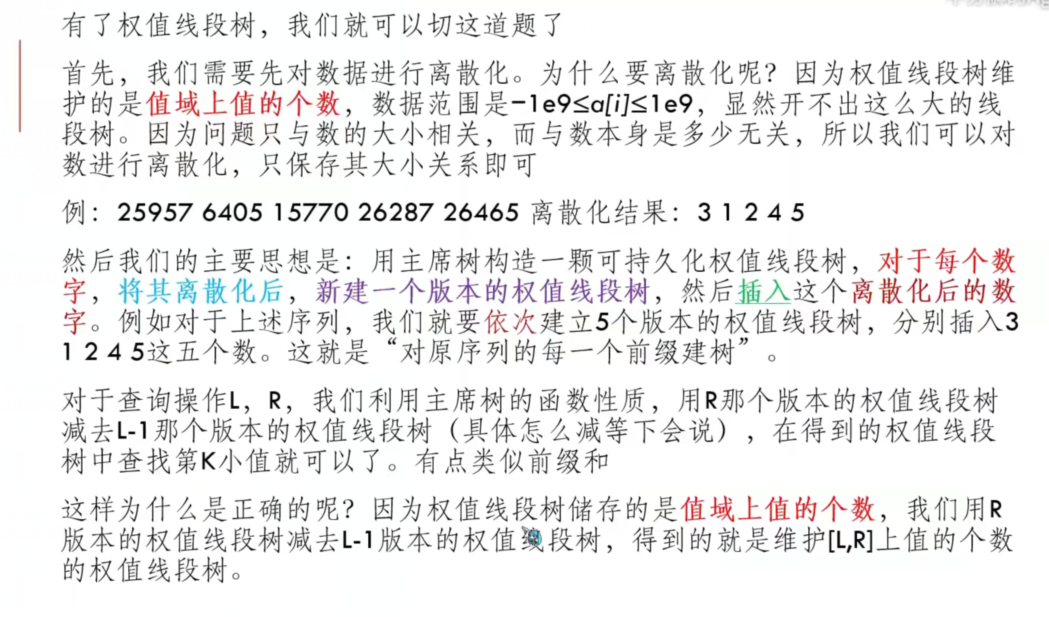 有了权值线段树，我们就可以切这道题了
首先，我们需要先对数据进行离散化。为什么要离散化呢？因为权值线段树维
护的是值域上值的个数，数据范围是−1e9≤a[i]≤1e9，显然开不出这么大的线
段树。因为问题只与数的大小相关，而与数本身是多少无关，所以我们可以对
数进行离散化，只保存其大小关系即可
例：25957 6405 15770 26287 26465 离散化结果：3 1 2 4 5
然后我们的主要思想是：用主席树构造一颗可持久化权值线段树，对于每个数
字，将其离散化后，新建一个版本的权值线段树，然后插入这个离散化后的数
字。例如对于上述序列，我们就要依次建立5个版本的权值线段树，分别插入3
1 2 4 5这五个数。这就是“对原序列的每一个前缀建树”。
对于查询操作L，R，我们利用主席树的函数性质，用R那个版本的权值线段树
减去L-1那个版本的权值线段树（具体怎么减等下会说），在得到的权值线段
树中查找第K小值就可以了。有点类似前缀和
这样为什么是正确的呢？因为权值线段树储存的是值域上值的个数，我们用R
版本的权值线段树减去L-1版本的权值线段树，得到的就是维护[L,R]上值的个数
的权值线段树。